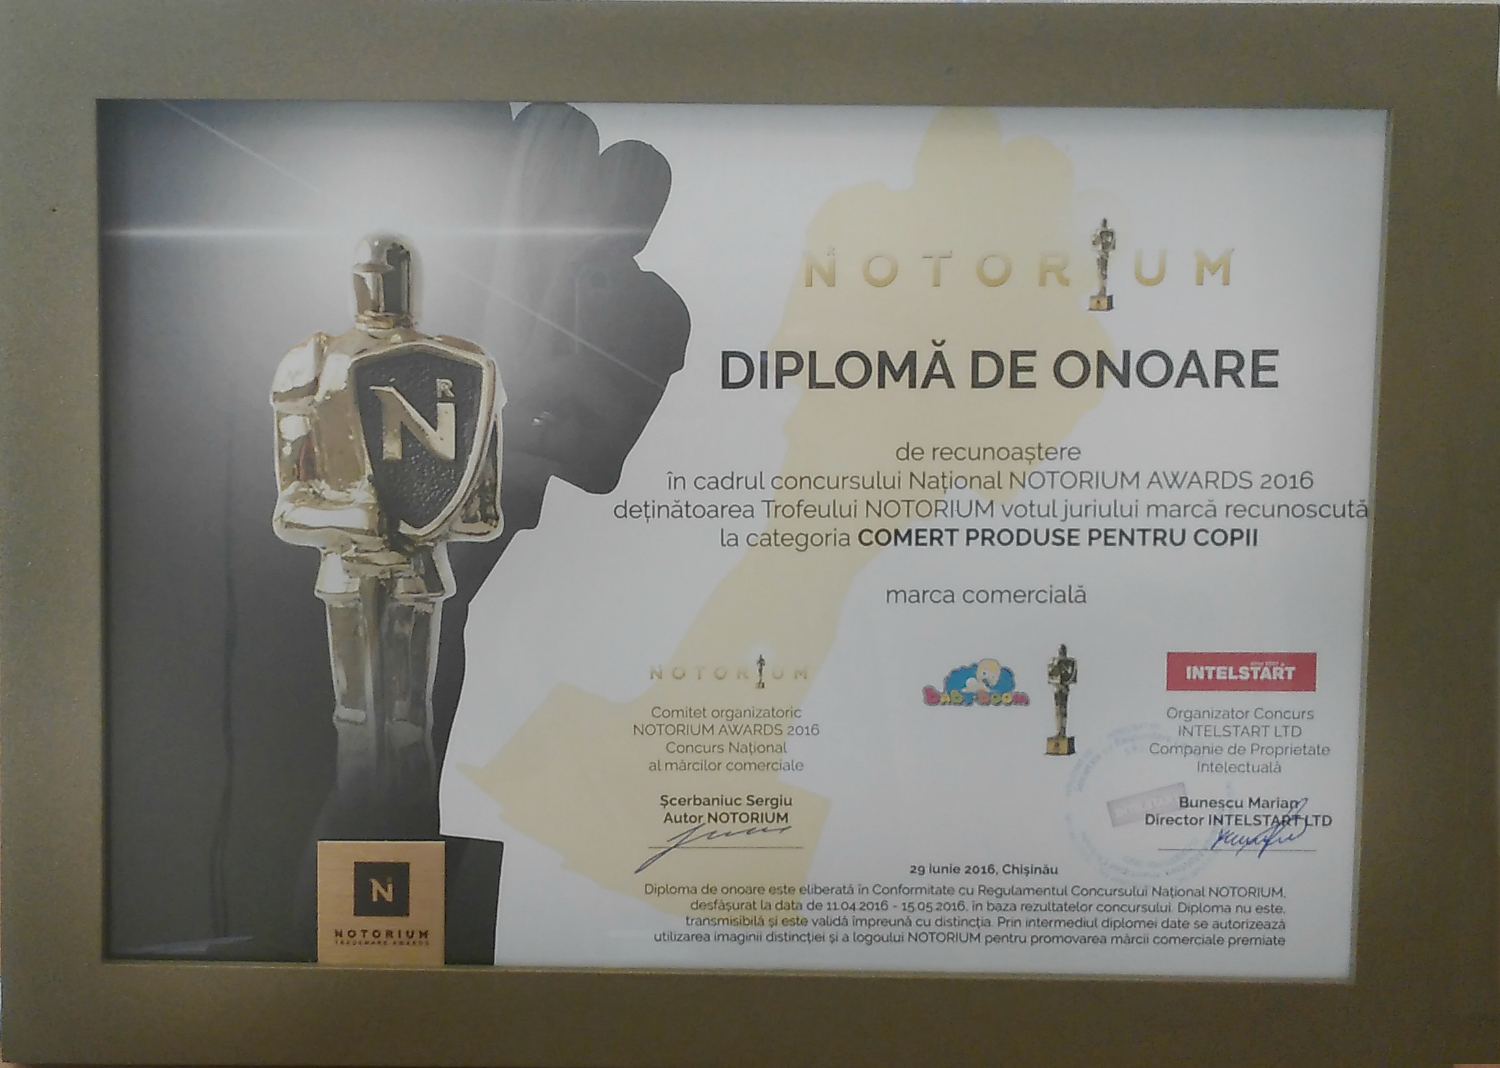 NOTORIUM
DIPLOMĂ DE ONOARE
de recunoaștere
în cadrul concursului Național NOTORIUM AWARDS 2016
deținătoarea Trofeului NOTORIUM votul juriului marcă recunoscută
la categoria COMERT PRODUSE PENTRU COPII
marca comercială
R
N
NOTORIUM
Comitet organizatoric
NOTORIUM AWARDS 2016
Concurs Național
al mărcilor comerciale
Șcerbaniuc Sergiu
Autor NOTORIUM
baby boom
INTELSTART
Organizator Concurs
INTELSTART LTD
Companie de Proprietate
Intelectuală
Bunescu Marian
Director INTELSTART LTD
29 iunie 2016, Chișinău
Diploma de onoare este eliberată în Conformitate cu Regulamentul Concursului Național NOTORIUM,
desfășurat la data de 11.04.2016 - 15.05.2016, în baza rezultatelor concursului. Diploma nu este,
transmisibilă și este validă împreună cu distincția. Prin intermediul diplomei date se autorizează
utilizarea imaginii distincției și a logoului NOTORIUM pentru promovarea mărcii comerciale premiate
N
NOTORIUM
TRADEMARK AWARDS